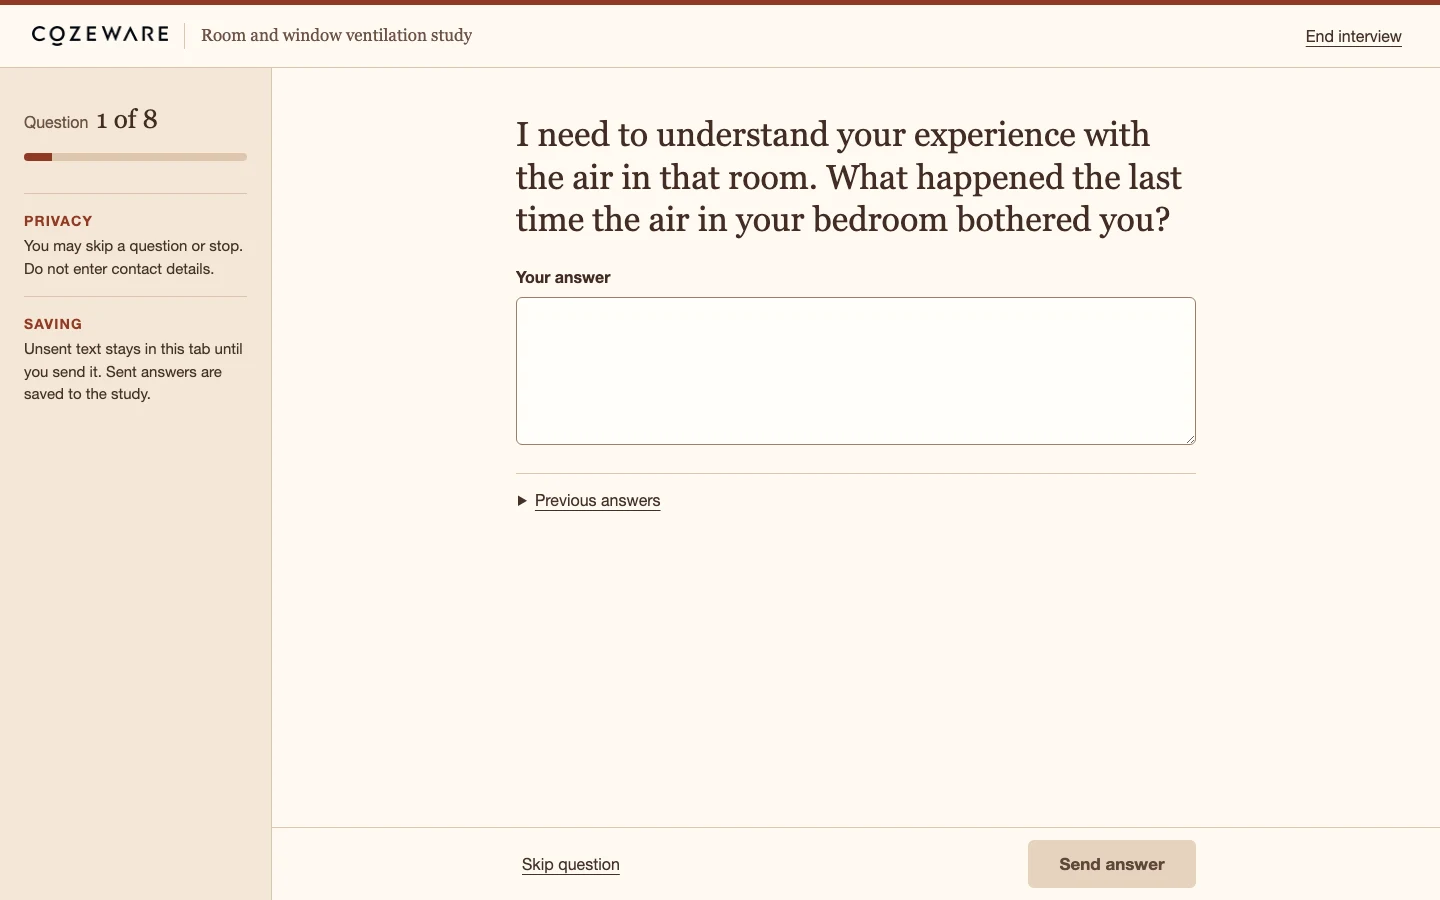 COZEWARE
Room and window ventilation study
End interview
Question 1 of 8
PRIVACY
You may skip a question or stop.
Do not enter contact details.
SAVING
Unsent text stays in this tab until
you send it. Sent answers are
saved to the study.
I need to understand your experience with
the air in that room. What happened the last
time the air in your bedroom bothered you?
Your answer
Previous answers
Skip question
Send answer